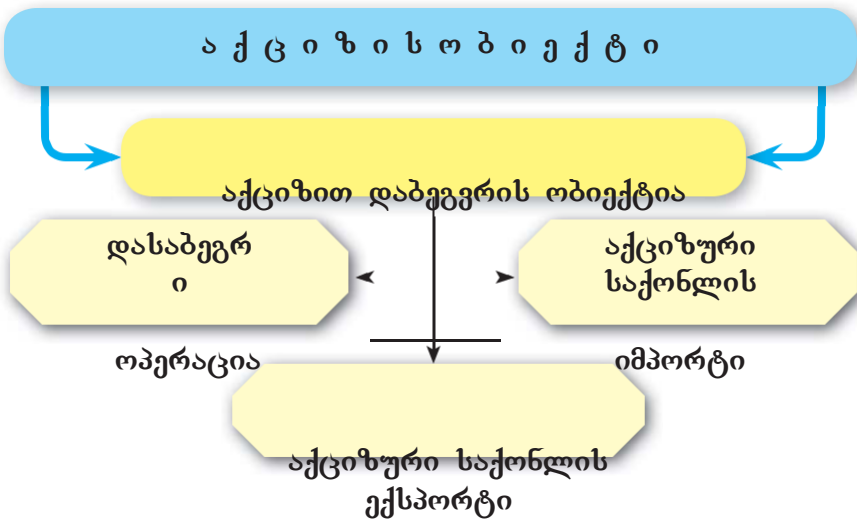 ა ქ ც ი ზ ი ს ო ბ ი ე ქ ტ ი
აქციზით დაბეგვრის ობიექტია
დასაბეგრ
ი
ოპერაცია
აქციზური
საქონლის
იმპორტი
აქციზური საქონლის
ექსპორტი